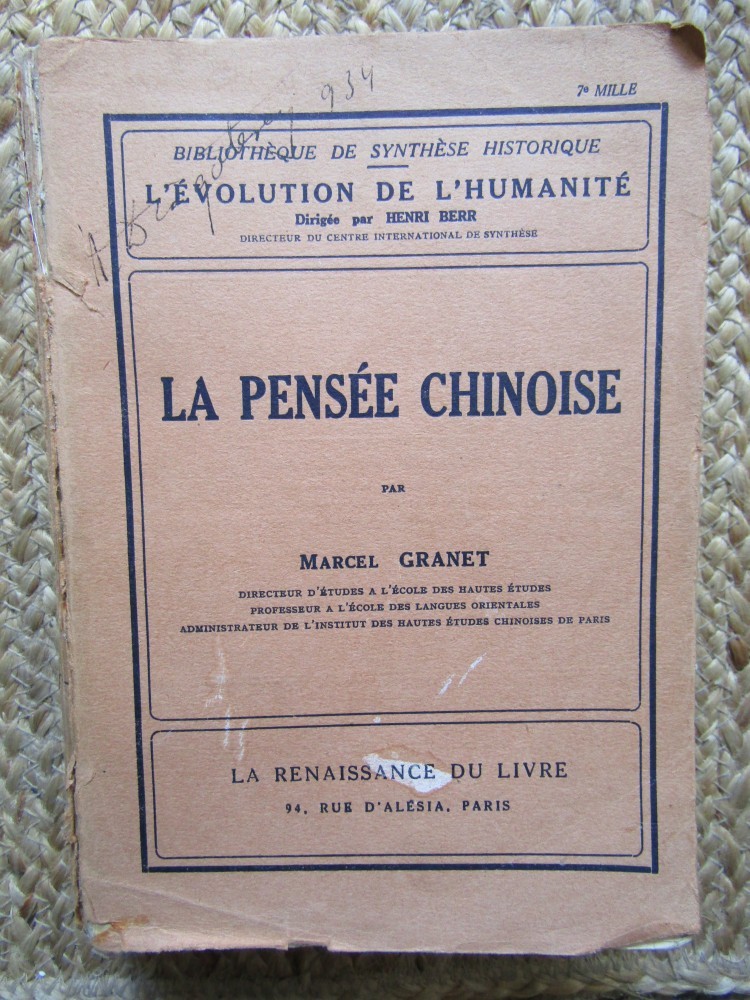 934
7e MILLE
BIBLIOTHÈQUE DE SYNTHÈSE HISTORIQUE
L'ÉVOLUTION DE L'HUMANITÉ
Dirigée par HENRI BERR
DIRECTEUR DU CENTRE INTERNATIONAL DE SYNTHÈSE
LA PENSÉE CHINOISE
PAR
MARCEL GRANET
DIRECTEUR D'ÉTUDES A L'ÉCOLE DES HAUTES ÉTUDES
PROFESSEUR A L'ÉCOLE DES LANGUES ORIENTALES
ADMINISTRATEUR DE L'INSTITUT DES HAUTES ÉTUDES CHINOISES DE PARIS
LA RENAISSANCE DU LIVRE
94, RUE D'ALÉSIA, PARIS